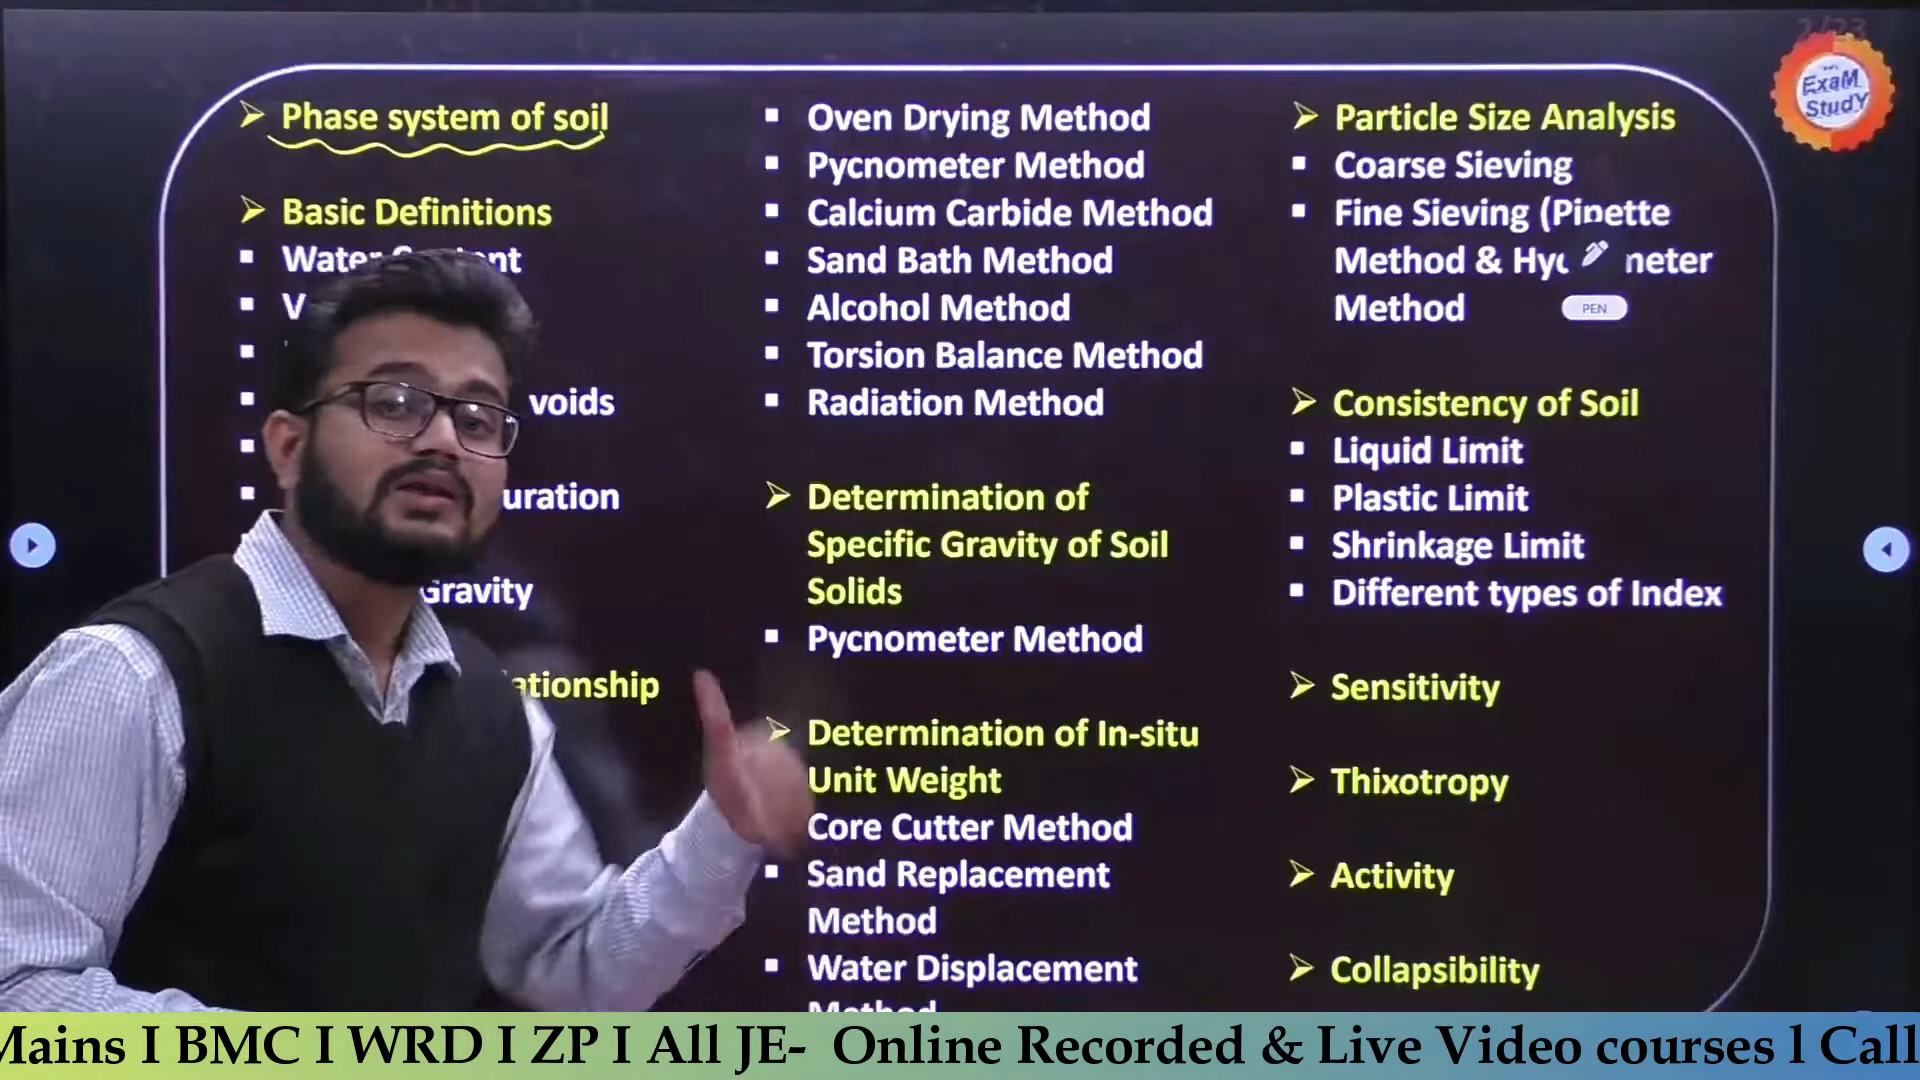 2/23
ExaM
StudY
Phase system of soil
Basic Definitions
Water
V
voids
Gravity
Oven Drying Method
Pycnometer Method
Calcium Carbide Method
Sand Bath Method
Alcohol Method
Torsion Balance Method
Radiation Method
Determination of
Specific Gravity of Soil
Solids
Pycnometer Method
Determination of In-situ
Unit Weight
Core Cutter Method
Sand Replacement
Method
Water Displacement
Method
Particle Size Analysis
Coarse Sieving
Fine Sieving (Pipette
Method & Hy meter
Method
PEN
Consistency of Soil
Liquid Limit
Plastic Limit
Shrinkage Limit
Different types of Index
Sensitivity
Thixotropy
Activity
Collapsibility
Mains I BMC I WRD I ZP I All JE- Online Recorded & Live Video courses l Call